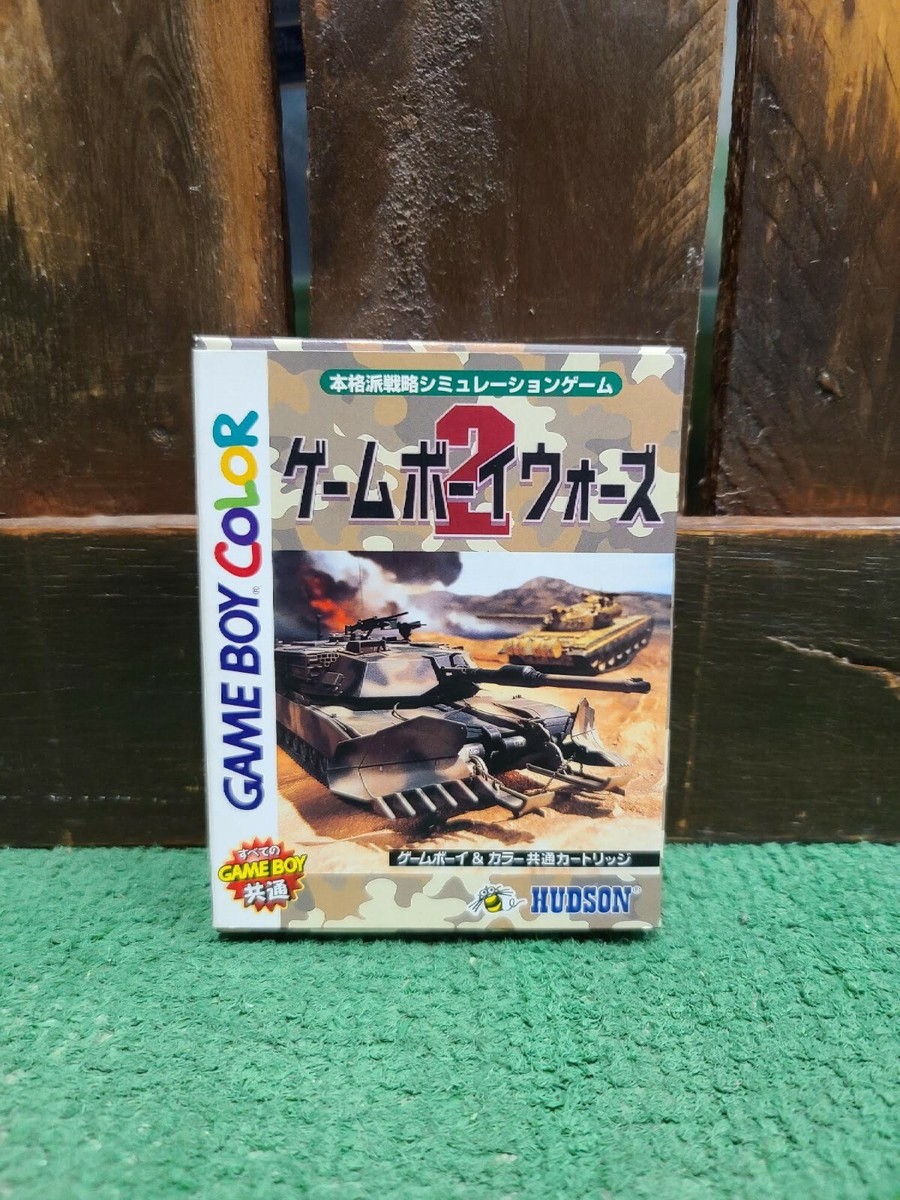 本格派戦略シミュレーションゲーム
ゲームボーイウォーズ
2
GAME BOY COLOR
ゲームボーイ & カラー共通カートリッジ
すべての
GAME BOY
共通
HUDSON®